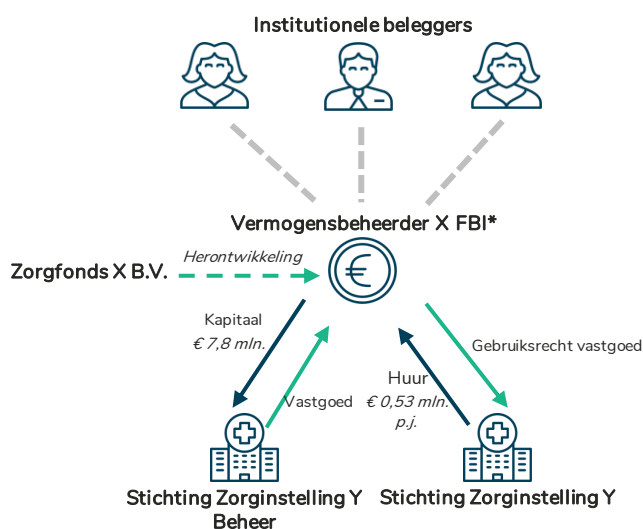 Institutionele beleggers
Vermogensbeheerder X FBI*
Herontwikkeling
Zorgfonds X B.V.
€
Kapitaal
€ 7,8 mln.
Gebruiksrecht vastgoed
Huur
€ 0,53 mln.
p.j.
Vastgoed
Stichting Zorginstelling Y
Beheer
Stichting Zorginstelling Y